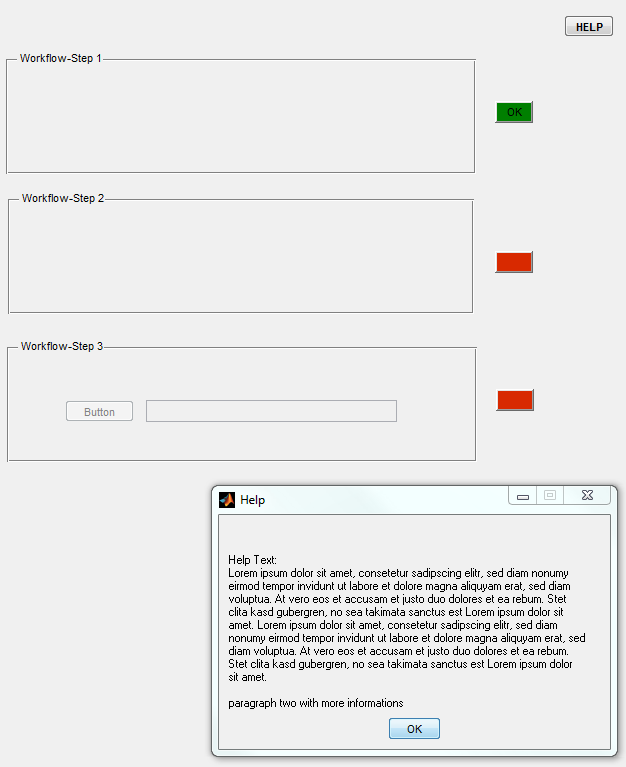 HELP
Workflow-Step 1
OK
Workflow-Step 2
Workflow-Step 3
Button
Help
Help Text:
Lorem ipsum dolor sit amet, consetetur sadipscing elitr, sed diam nonumy
eirmod tempor invidunt ut labore et dolore magna aliquyam erat, sed diam
voluptua. At vero eos et accusam et justo duo dolores et ea rebum. Stet
clita kasd gubergren, no sea takimata sanctus est Lorem ipsum dolor sit
amet. Lorem ipsum dolor sit amet, consetetur sadipscing elitr, sed diam
nonumy eirmod tempor invidunt ut labore et dolore magna aliquyam erat, sed
diam voluptua. At vero eos et accusam et justo duo dolores et ea rebum.
Stet clita kasd gubergren, no sea takimata sanctus est Lorem ipsum dolor
sit amet.
paragraph two with more informations
OK